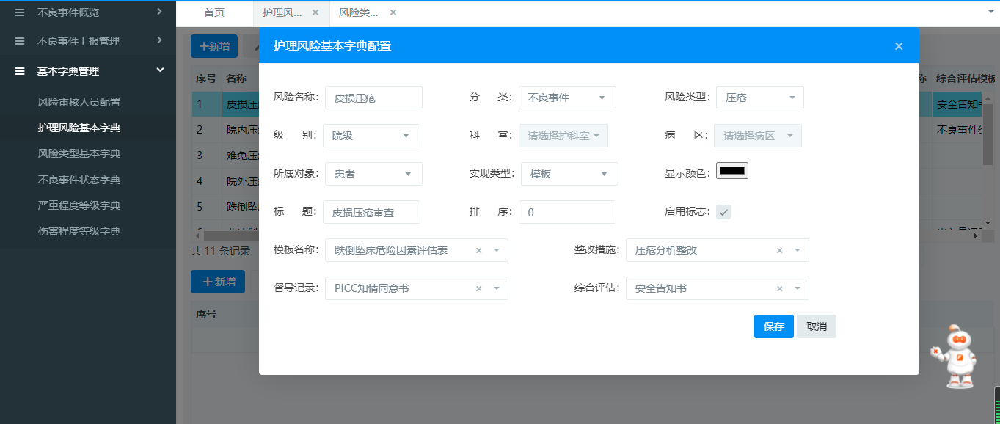 不良事件概览
不良事件上报管理
基本字典管理
风险审核人员配置
护理风险基本字典
风险类型基本字典
不良事件状态字典
严重程度等级字典
伤害程度等级字典
首页 护理风... × 风险类... ×
新增
护理风险基本字典配置 ×
序号 名称 综合评估模板
1 皮损压 安全告知
2 院内压 不良事件
3 难免压
4 院外压
5 跌倒坠
共 11 条记录
新增
序号
风险名称: 皮损压疮 分 类: 不良事件 风险类型: 压疮
级 别: 院级 科 室: 请选择护科室 病 区: 请选择病区
所属对象: 患者 实现类型: 模板 显示颜色:
标 题: 皮损压疮审查 排 序: 0 启用标志:
模板名称: 跌倒坠床危险因素评估表 × 整改措施: 压疮分析整改 ×
督导记录: PICC知情同意书 × 综合评估: 安全告知书 ×
保存 取消